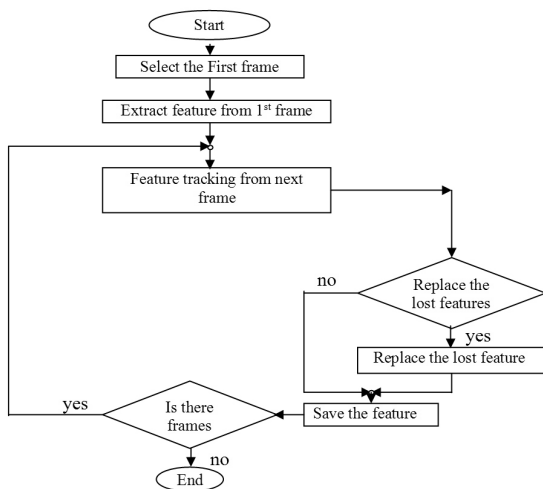 Start
Select the First frame
Extract feature from 1st frame
Feature tracking from next
frame
Replace the
lost features
no
yes
Replace the lost feature
Save the feature
Is there
frames
yes
no
End